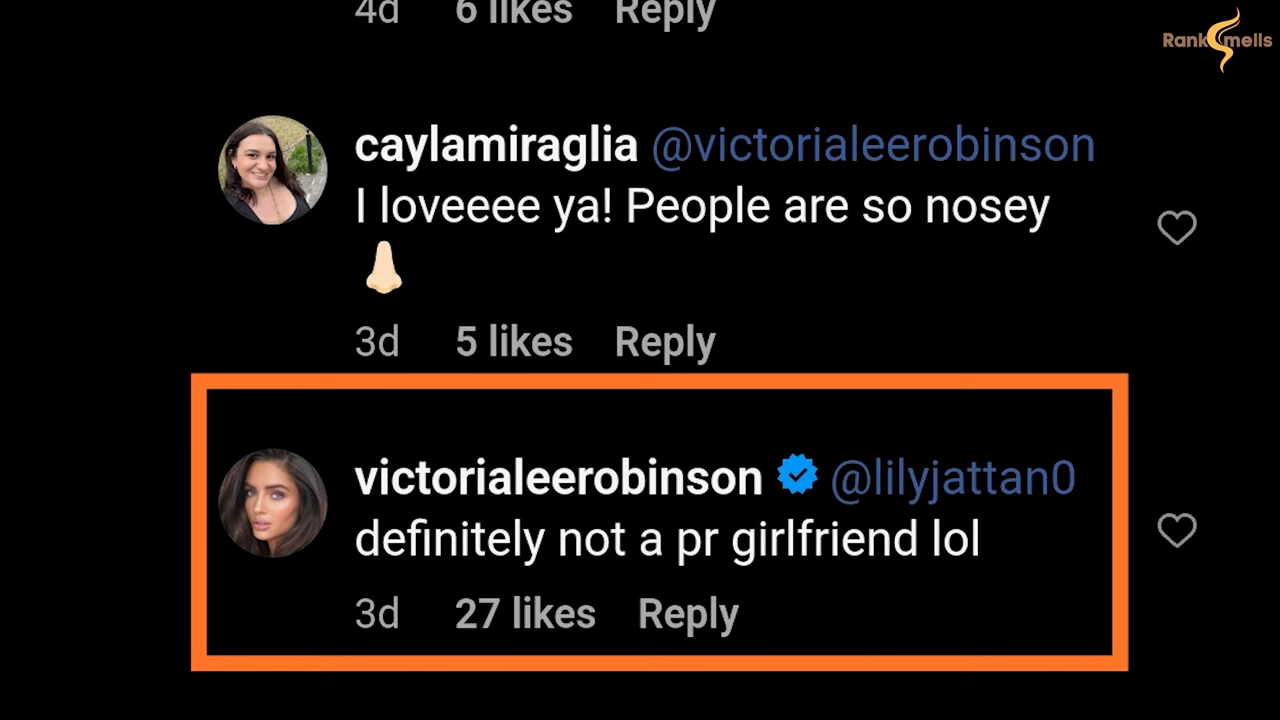 4d 6 likes Reply
RankSmells
caylamiraglia @victorialeerobinson
I loveeee ya! People are so nosey
👃🏻
3d 5 likes Reply
victorialeerobinson @lilyjattan0
definitely not a pr girlfriend lol
3d 27 likes Reply